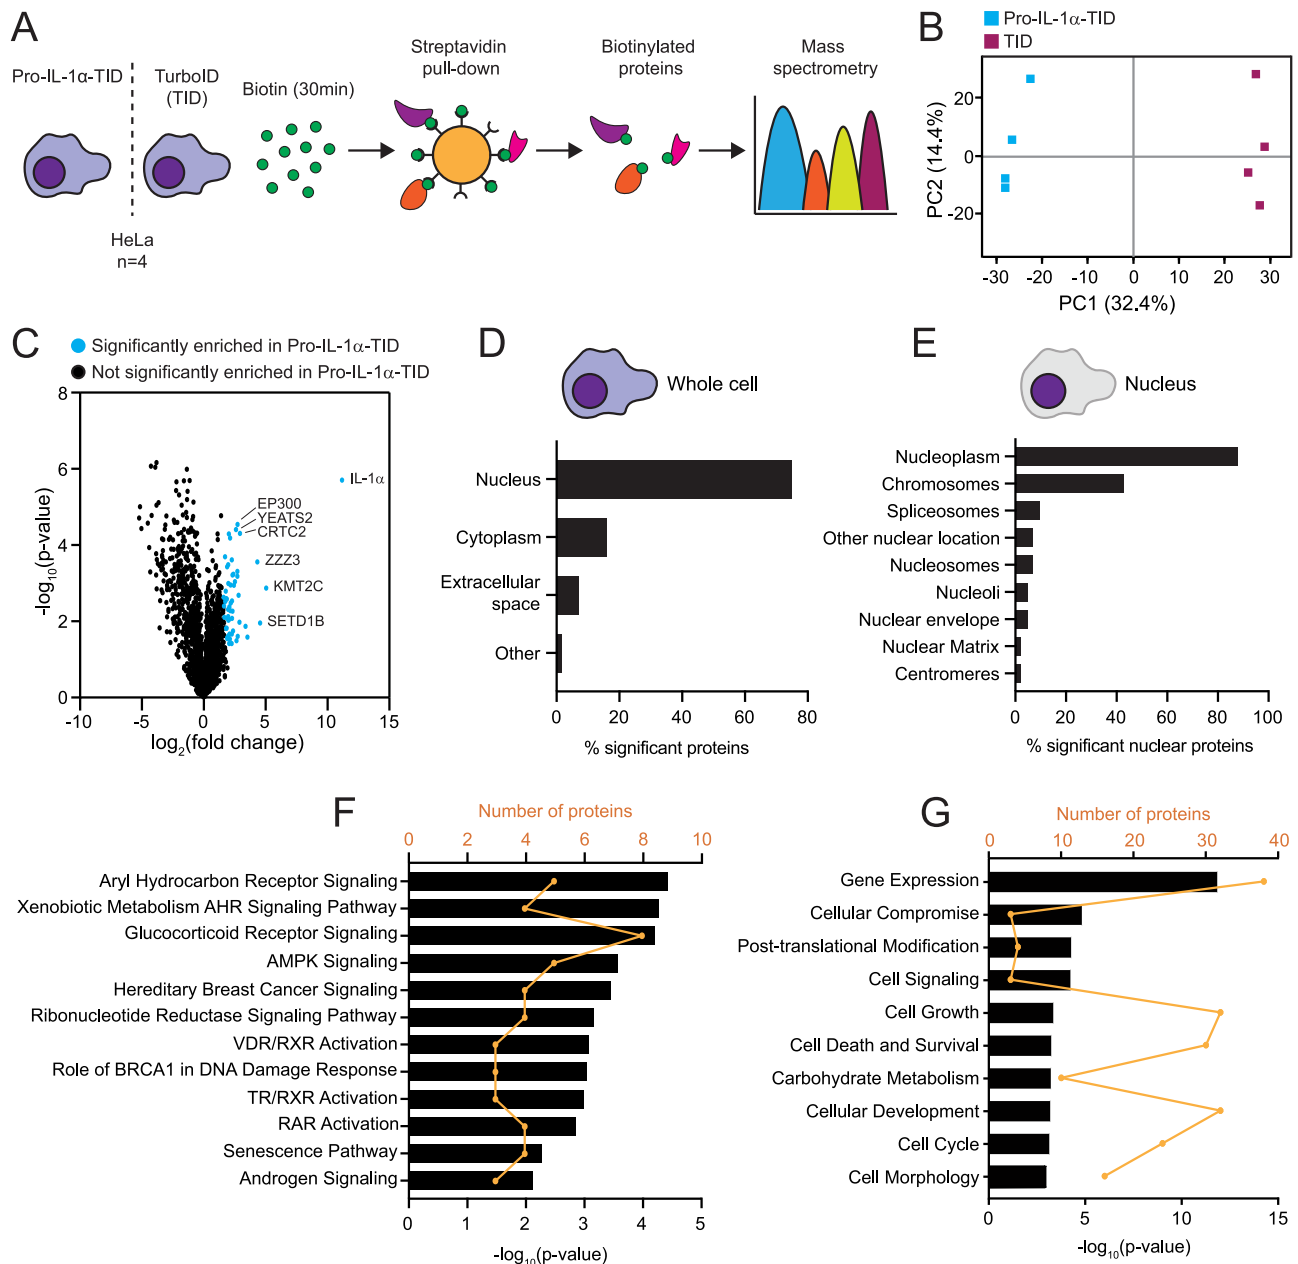 A
Pro-IL-1α-TID
TurboID
(TID)
Biotin (30min)
Streptavidin
pull-down
Biotinylated
proteins
Mass
spectrometry
HeLa
n=4
B
Pro-IL-1α-TID
TID
PC2 (14.4%)
20
0
-20
-30
-20
-10
0
10
20
30
PC1 (32.4%)
C
Significantly enriched in Pro-IL-1α-TID
Not significantly enriched in Pro-IL-1α-TID
-log10(p-value)
8
6
4
2
0
IL-1α
EP300
YEATS2
CRTC2
ZZZ3
KMT2C
SETD1B
-10
-5
0
5
10
15
log2(fold change)
D
Whole cell
Nucleus
Cytoplasm
Extracellular
space
Other
0
20
40
60
80
% significant proteins
E
Nucleus
Nucleoplasm
Chromosomes
Spliceosomes
Other nuclear location
Nucleosomes
Nucleoli
Nuclear envelope
Nuclear Matrix
Centromeres
0
20
40
60
80
100
% significant nuclear proteins
F
Number of proteins
0
2
4
6
8
10
Aryl Hydrocarbon Receptor Signaling
Xenobiotic Metabolism AHR Signaling Pathway
Glucocorticoid Receptor Signaling
AMPK Signaling
Hereditary Breast Cancer Signaling
Ribonucleotide Reductase Signaling Pathway
VDR/RXR Activation
Role of BRCA1 in DNA Damage Response
TR/RXR Activation
RAR Activation
Senescence Pathway
Androgen Signaling
0
1
2
3
4
5
-log10(p-value)
G
Number of proteins
0
10
20
30
40
Gene Expression
Cellular Compromise
Post-translational Modification
Cell Signaling
Cell Growth
Cell Death and Survival
Carbohydrate Metabolism
Cellular Development
Cell Cycle
Cell Morphology
0
5
10
15
-log10(p-value)